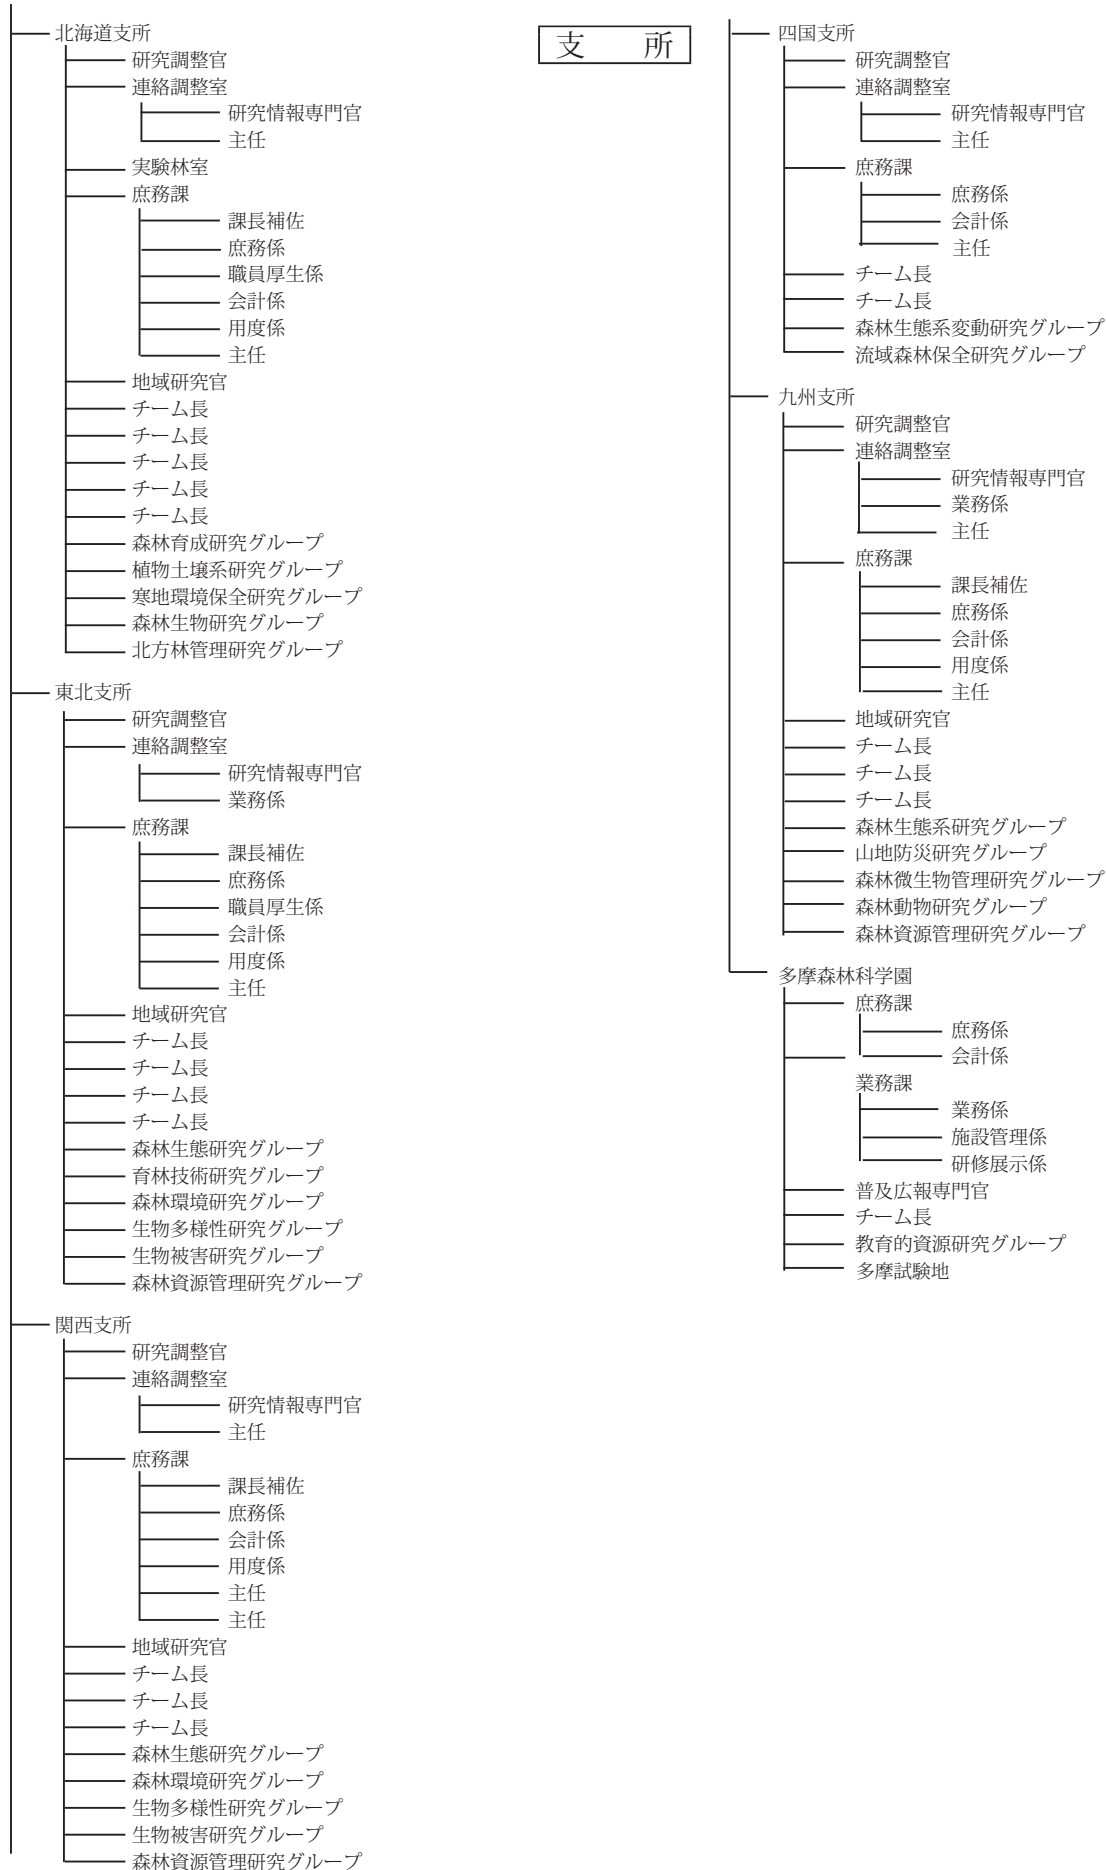 支　所
北海道支所
研究調整官
連絡調整室
研究情報専門官
主任
実験林室
庶務課
課長補佐
庶務係
職員厚生係
会計係
用度係
主任
地域研究官
チーム長
チーム長
チーム長
チーム長
チーム長
森林育成研究グループ
植物土壌系研究グループ
寒地環境保全研究グループ
森林生物研究グループ
北方林管理研究グループ
東北支所
研究調整官
連絡調整室
研究情報専門官
業務係
庶務課
課長補佐
庶務係
職員厚生係
会計係
用度係
主任
地域研究官
チーム長
チーム長
チーム長
チーム長
森林生態研究グループ
育林技術研究グループ
森林環境研究グループ
生物多様性研究グループ
生物被害研究グループ
森林資源管理研究グループ
関西支所
研究調整官
連絡調整室
研究情報専門官
主任
庶務課
課長補佐
庶務係
会計係
用度係
主任
主任
地域研究官
チーム長
チーム長
チーム長
森林生態研究グループ
森林環境研究グループ
生物多様性研究グループ
生物被害研究グループ
森林資源管理研究グループ
四国支所
研究調整官
連絡調整室
研究情報専門官
主任
庶務課
庶務係
会計係
主任
チーム長
チーム長
森林生態系変動研究グループ
流域森林保全研究グループ
九州支所
研究調整官
連絡調整室
研究情報専門官
業務係
主任
庶務課
課長補佐
庶務係
会計係
用度係
主任
地域研究官
チーム長
チーム長
チーム長
森林生態系研究グループ
山地防災研究グループ
森林微生物管理研究グループ
森林動物研究グループ
森林資源管理研究グループ
多摩森林科学園
庶務課
庶務係
会計係
業務課
業務係
施設管理係
研修展示係
普及広報専門官
チーム長
教育的資源研究グループ
多摩試験地